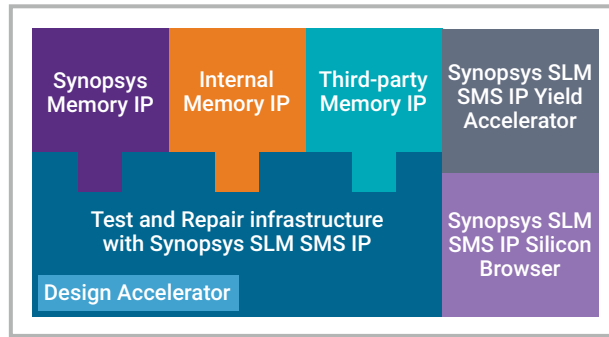 Synopsys
Memory IP
Internal
Memory IP
Third-party
Memory IP
Synopsys SLM
SMS IP Yield
Accelerator
Test and Repair infrastructure
with Synopsys SLM SMS IP
Design Accelerator
Synopsys SLM
SMS IP Silicon
Browser